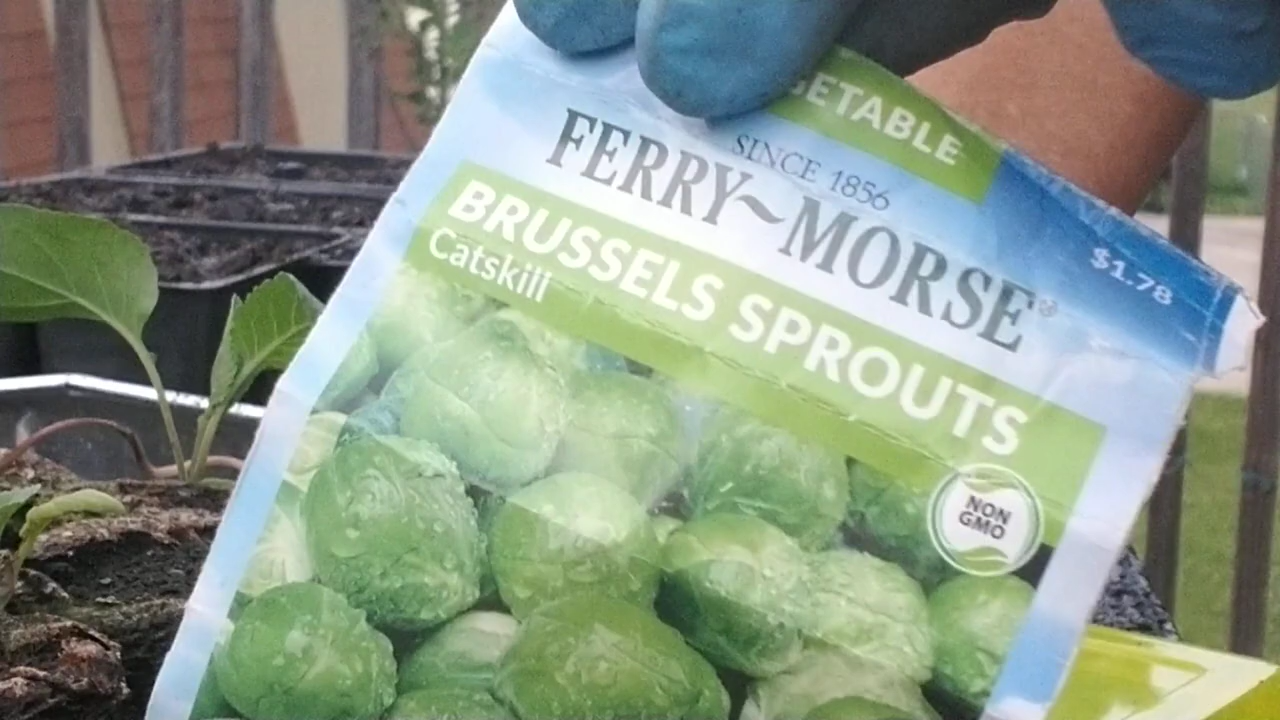 ETABLE
SINCE 1856
FERRY~MORSE®
$1.78
BRUSSELS SPROUTS
Catskill
NON
GMO